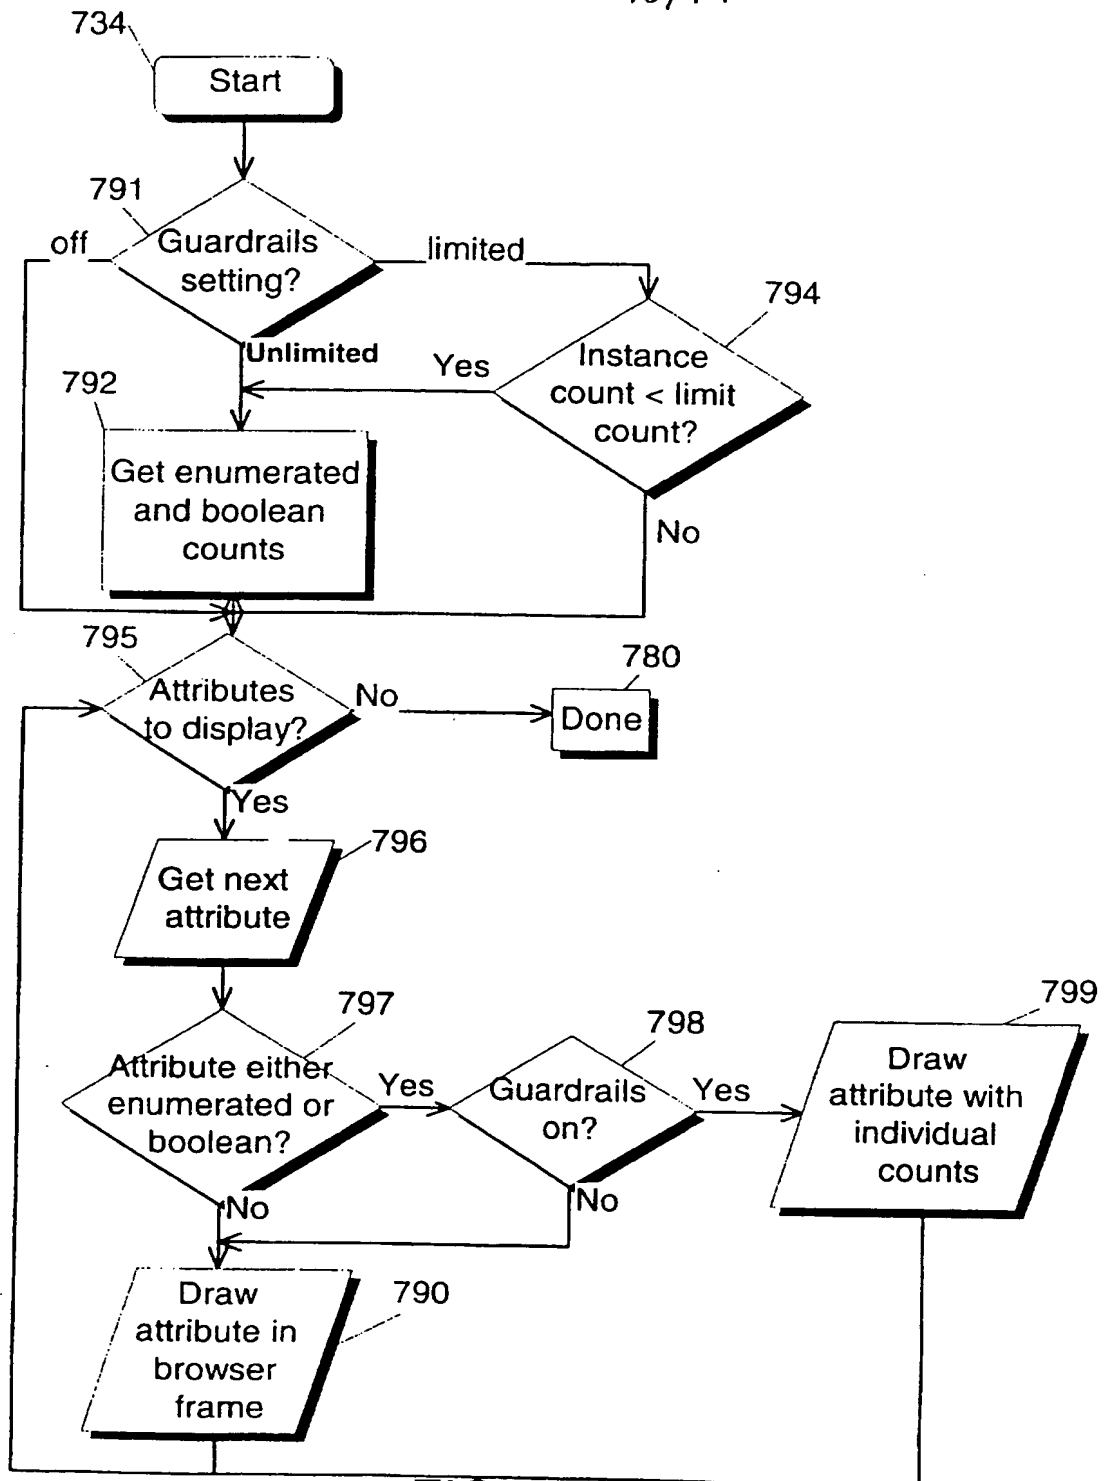 734
Start
791
off
Guardrails
setting?
limited
794
Unlimited
Yes
Instance
count < limit
count?
792
Get enumerated
and boolean
counts
No
795
780
Attributes
to display?
No
Done
Yes
796
Get next
attribute
797
798
799
Attribute either
enumerated or
boolean?
Yes
Guardrails
on?
Yes
Draw
attribute with
individual
counts
No
No
790
Draw
attribute in
browser
frame